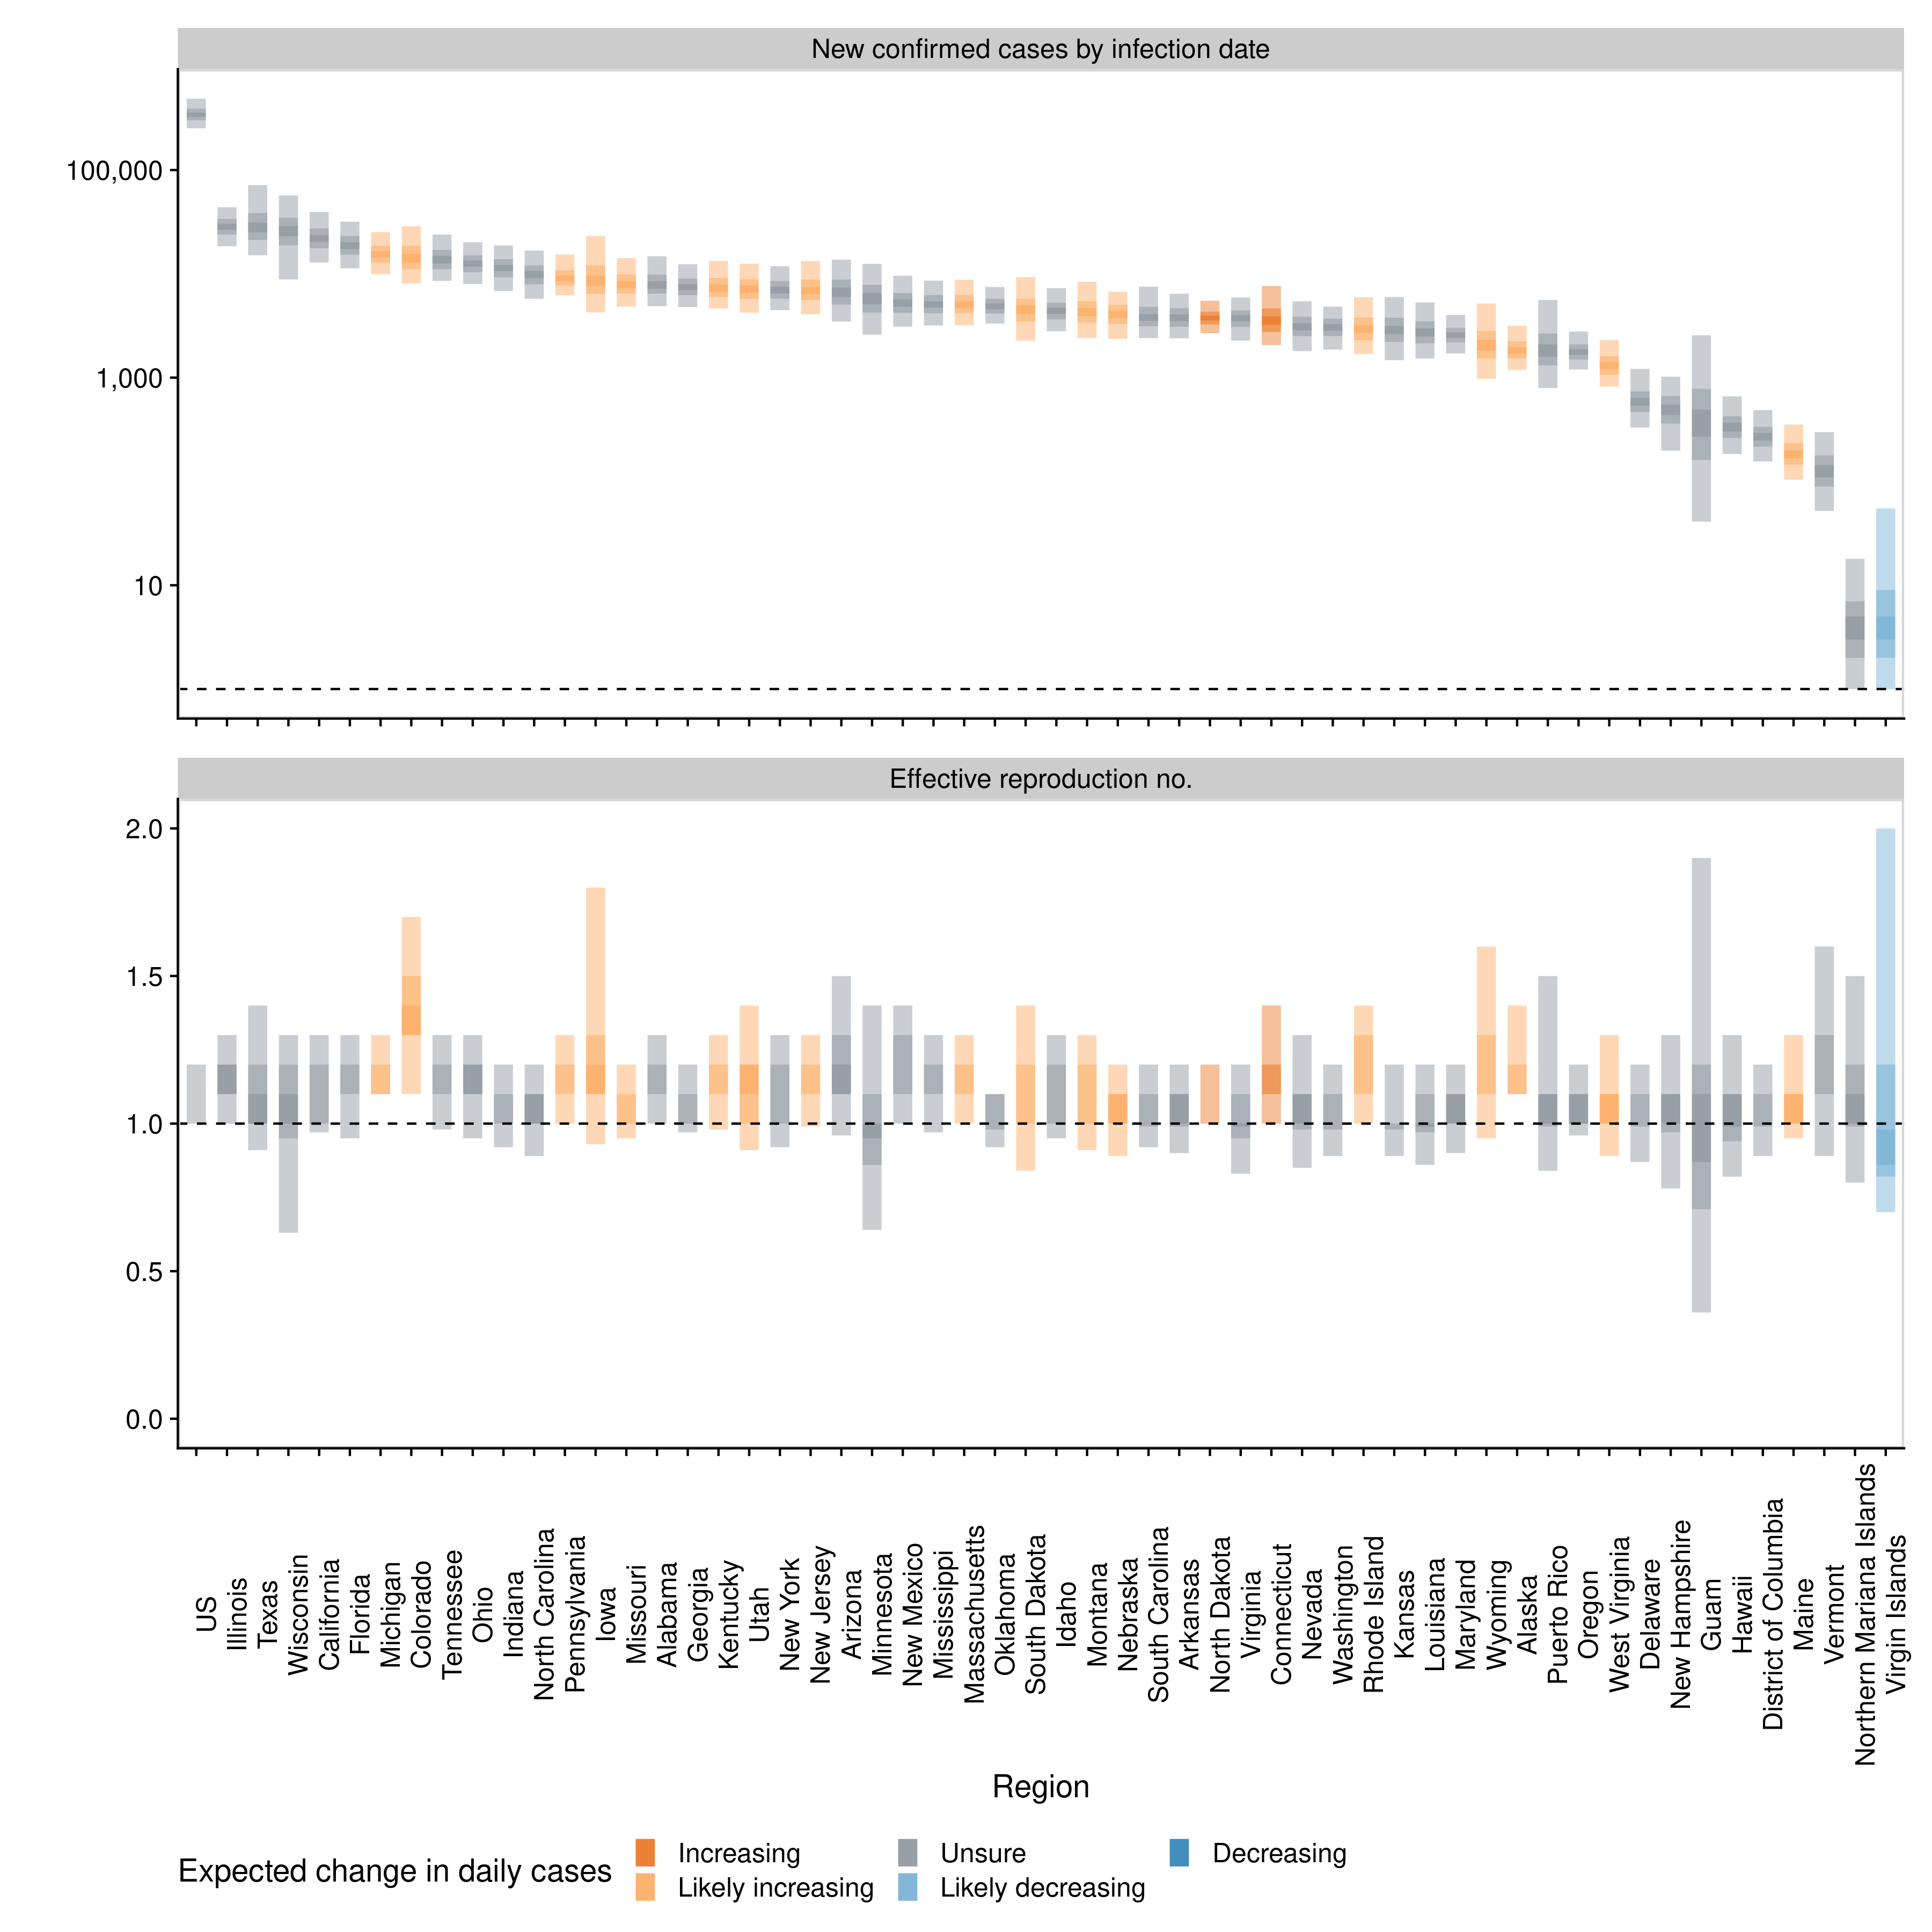 New confirmed cases by infection date
100,000
1,000
10
Effective reproduction no.
2.0
1.5
1.0
0.5
0.0
US
Illinois
Texas
Wisconsin
California
Florida
Michigan
Colorado
Tennessee
Ohio
Indiana
North Carolina
Pennsylvania
Iowa
Missouri
Alabama
Georgia
Kentucky
Utah
New York
New Jersey
Arizona
Minnesota
New Mexico
Mississippi
Massachusetts
Oklahoma
South Dakota
Idaho
Montana
Nebraska
South Carolina
Arkansas
North Dakota
Virginia
Connecticut
Nevada
Washington
Rhode Island
Kansas
Louisiana
Maryland
Wyoming
Alaska
Puerto Rico
Oregon
West Virginia
Delaware
New Hampshire
Guam
Hawaii
District of Columbia
Maine
Vermont
Northern Mariana Islands
Virgin Islands
Region
Expected change in daily cases
Increasing
Likely increasing
Unsure
Likely decreasing
Decreasing